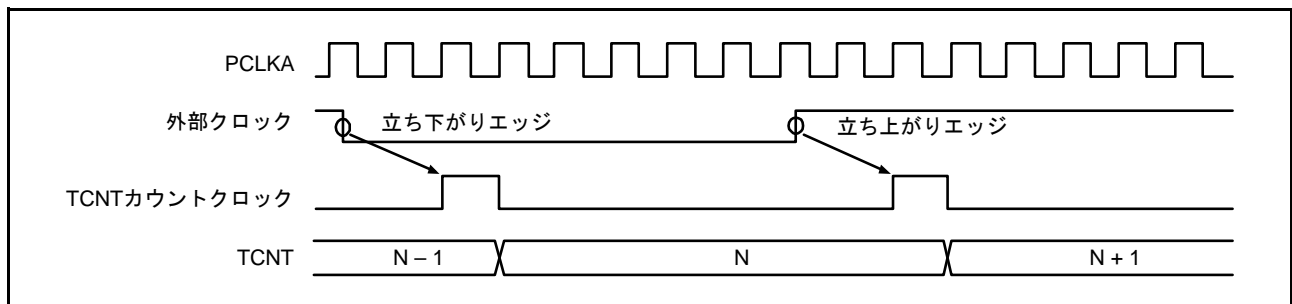 PCLKA
外部クロック
立ち下がりエッジ
立ち上がりエッジ
TCNTカウントクロック
TCNT
N – 1
N
N + 1